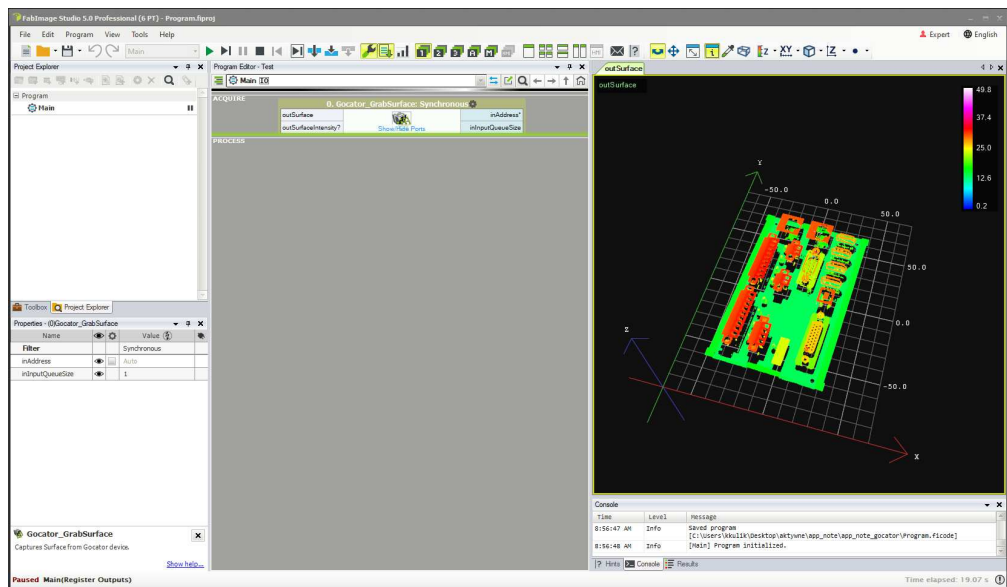 FabImage Studio 5.0 Professional (6 PT) - Program.fiproj
File Edit Program View Tools Help
Expert English
Main
Project Explorer
Program
Main
Toolbox Project Explorer
Properties - (0)Gocator_GrabSurface
Name Value
Filter Synchronous
inAddress Auto
inInputQueueSize 1
Gocator_GrabSurface
Captures Surface from Gocator device.
Show help...
Program Editor - Test
Main IO
ACQUIRE
0. Gocator_GrabSurface: Synchronous
outSurface inAddress*
outSurfaceIntensity? Show/Hide Ports inInputQueueSize
PROCESS
outSurface
outSurface
49.8
37.4
25.0
12.6
0.2
Y
-50.0
0.0
50.0
50.0
0.0
-50.0
Z
X
Console
Time Level Message
8:56:47 AM Info Saved program
[C:\Users\kkulik\Desktop\aktywne\app_note\app_note_gocator\Program.ficode]
8:56:48 AM Info [Main] Program initialized.
Hints Console Results
Paused Main(Register Outputs) Time elapsed: 19.07 s